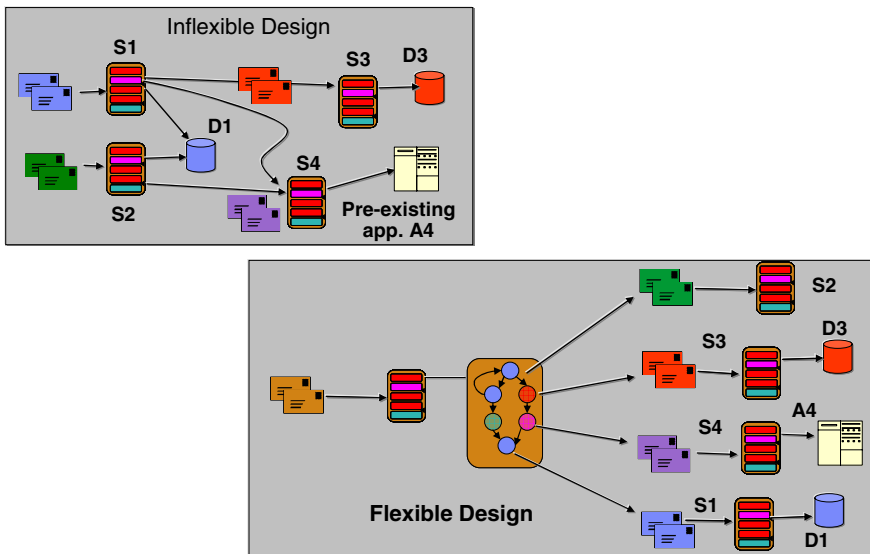 Inflexible Design
S1
S3
D3
D1
S4
S2
Pre-existing
app. A4
S2
D3
S3
A4
S4
S1
Flexible Design
D1